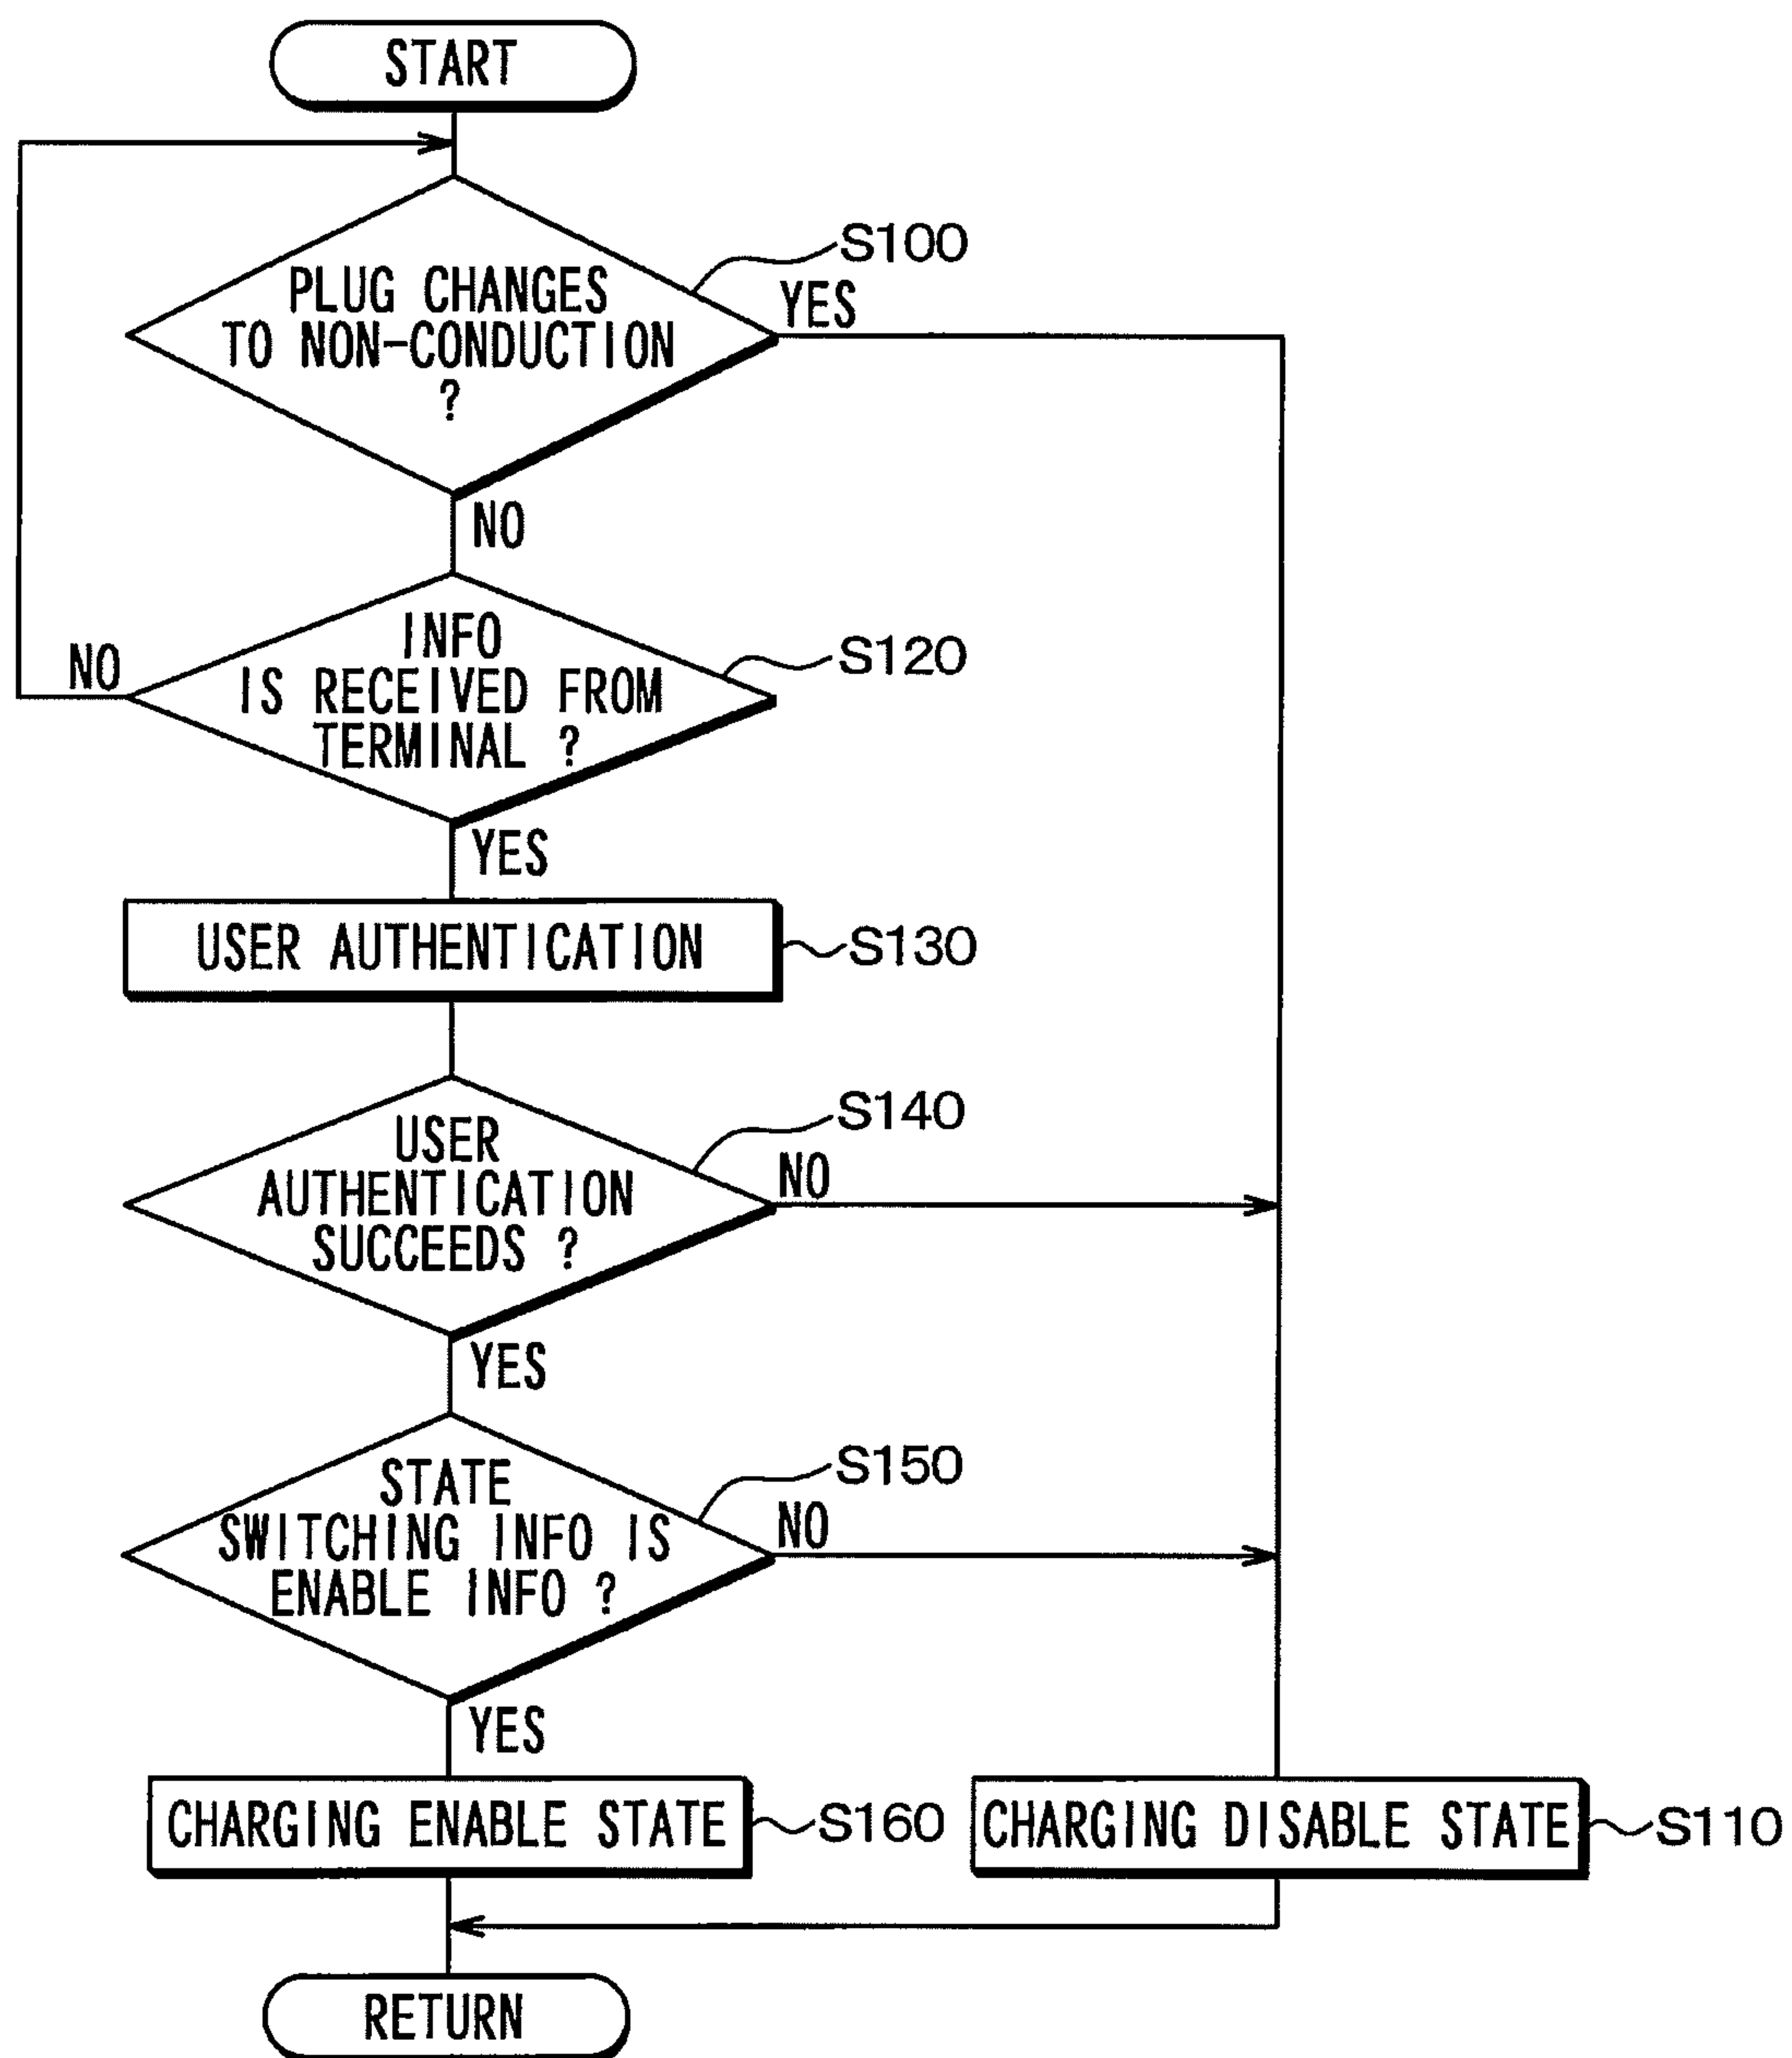 START
S100
PLUG CHANGES
TO NON-CONDUCTION
?
YES
NO
INFO
IS RECEIVED FROM
TERMINAL ?
S120
NO
YES
USER AUTHENTICATION
S130
USER
AUTHENTICATION
SUCCEEDS ?
S140
NO
YES
STATE
SWITCHING INFO IS
ENABLE INFO ?
S150
NO
YES
CHARGING ENABLE STATE
S160
CHARGING DISABLE STATE
S110
RETURN